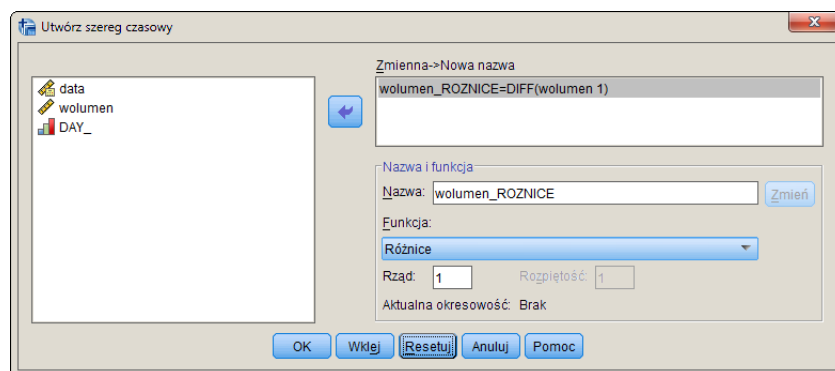 Utwórz szereg czasowy
data
wolumen
DAY_
Zmienna->Nowa nazwa
wolumen_ROZNICE=DIFF(wolumen 1)
Nazwa i funkcja
Nazwa: wolumen_ROZNICE Zmień
Funkcja:
Różnice
Rząd: 1 Rozpiętość: 1
Aktualna okresowość: Brak
OK Wklej Resetuj Anuluj Pomoc